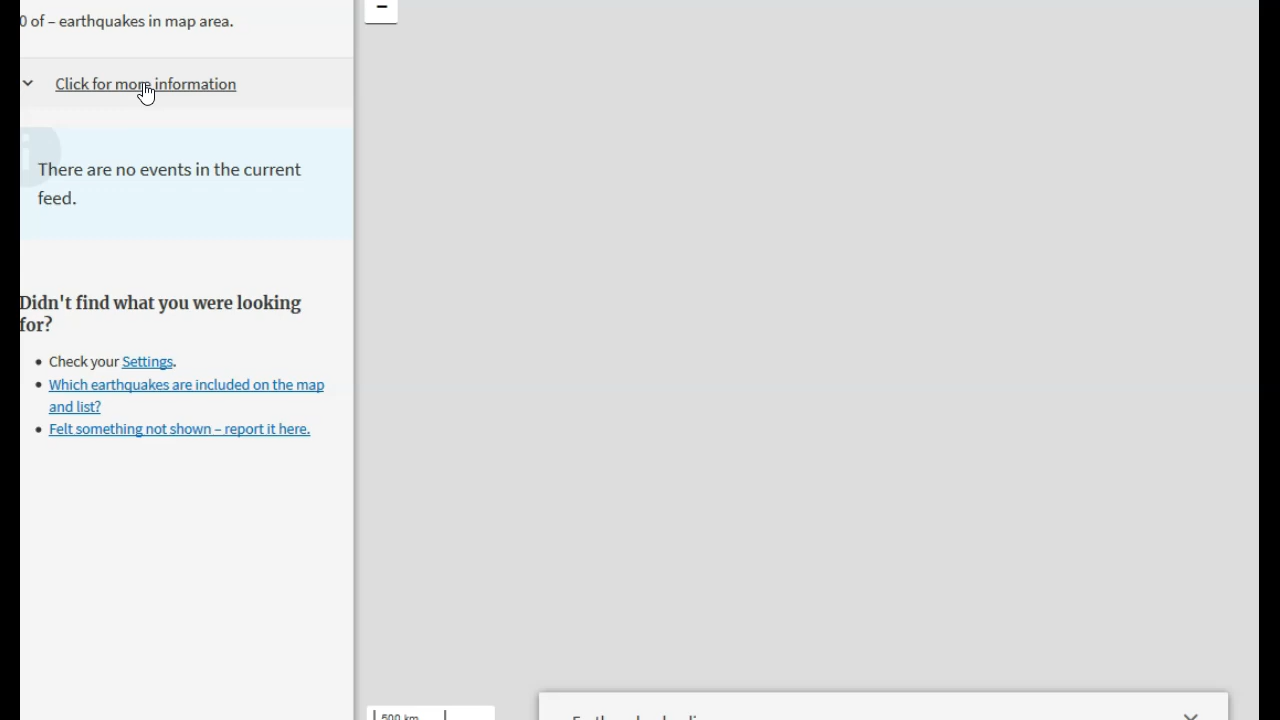 0 of – earthquakes in map area.
Click for more information
There are no events in the current
feed.
Didn't find what you were looking
for?
Check your Settings.
Which earthquakes are included on the map
and list?
Felt something not shown – report it here.
500 km